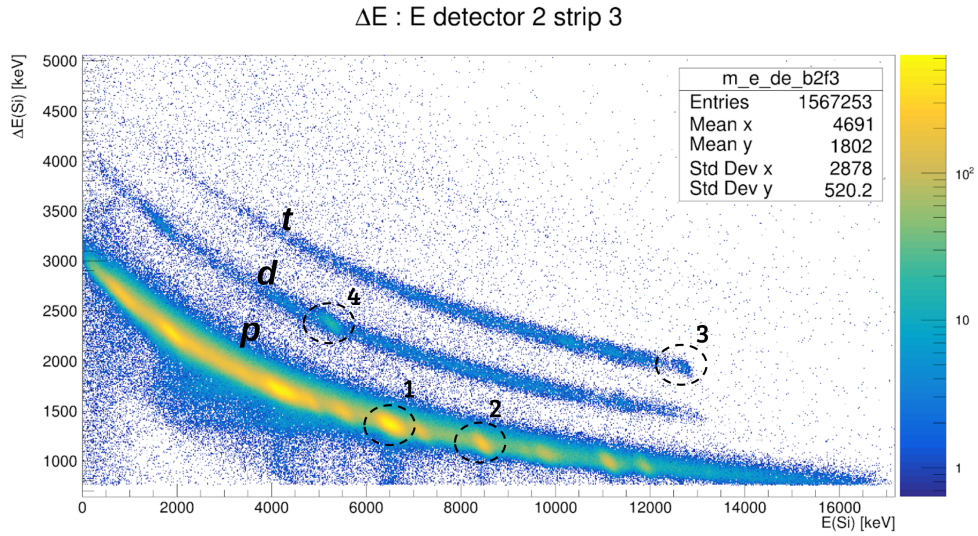 ΔE : E detector 2 strip 3
ΔE(Si) [keV]
5000
4500
4000
3500
3000
2500
2000
1500
1000
m_e_de_b2f3
Entries 1567253
Mean x 4691
Mean y 1802
Std Dev x 2878
Std Dev y 520.2
t
d
p
4
3
1
2
10²
10
1
0 2000 4000 6000 8000 10000 12000 14000 16000
E(Si) [keV]